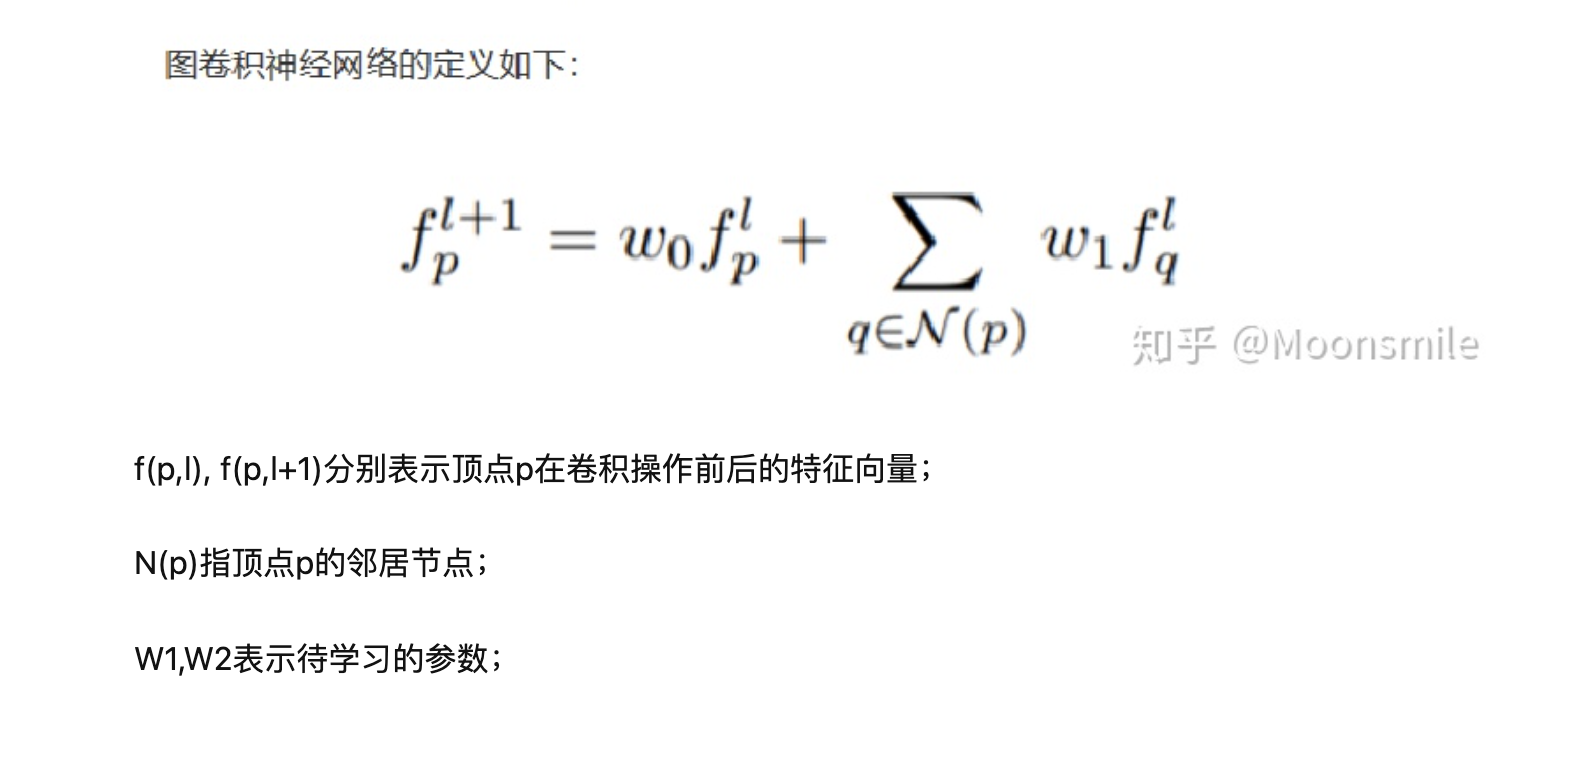 图卷积神经网络的定义如下：
f_p^{l+1} = w_0 f_p^l + \sum_{q∈\mathcal{N}(p)} w_1 f_q^l
知乎 @Moonsmile
f(p,l), f(p,l+1)分别表示顶点p在卷积操作前后的特征向量；
N(p)指顶点p的邻居节点；
W1,W2表示待学习的参数；